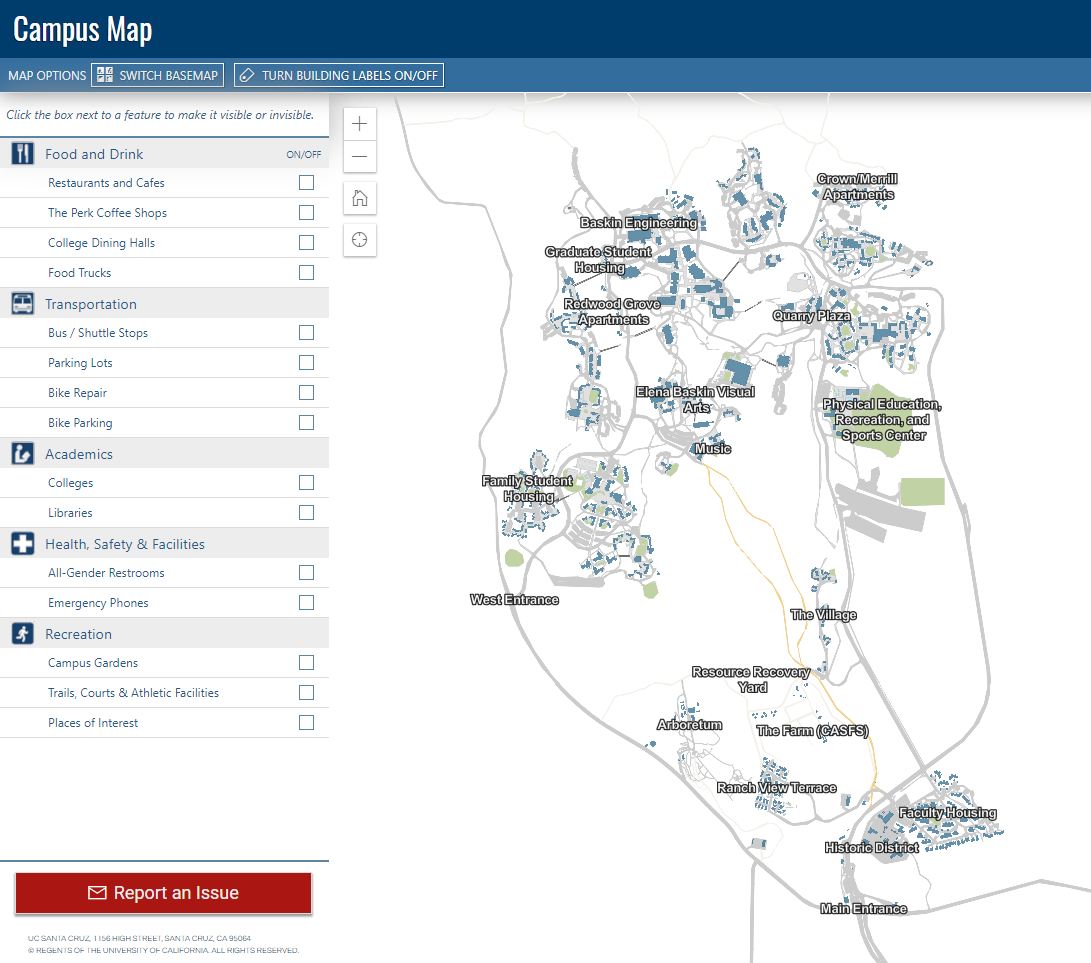 Campus Map
MAP OPTIONS
SWITCH BASEMAP
TURN BUILDING LABELS ON/OFF
Click the box next to a feature to make it visible or invisible.
Food and Drink
ON/OFF
Restaurants and Cafes
The Perk Coffee Shops
College Dining Halls
Food Trucks
Transportation
Bus / Shuttle Stops
Parking Lots
Bike Repair
Bike Parking
Academics
Colleges
Libraries
Health, Safety & Facilities
All-Gender Restrooms
Emergency Phones
Recreation
Campus Gardens
Trails, Courts & Athletic Facilities
Places of Interest
Report an Issue
UC SANTA CRUZ, 1156 HIGH STREET, SANTA CRUZ, CA 95064
© REGENTS OF THE UNIVERSITY OF CALIFORNIA. ALL RIGHTS RESERVED.
Crown/Merrill
Apartments
Baskin Engineering
Graduate Student
Housing
Redwood Grove
Apartments
Quarry Plaza
Elena Baskin Visual
Arts
Physical Education,
Recreation, and
Sports Center
Music
Family Student
Housing
West Entrance
The Village
Resource Recovery
Yard
Arboretum
The Farm (CASFS)
Ranch View Terrace
Faculty Housing
Historic District
Main Entrance